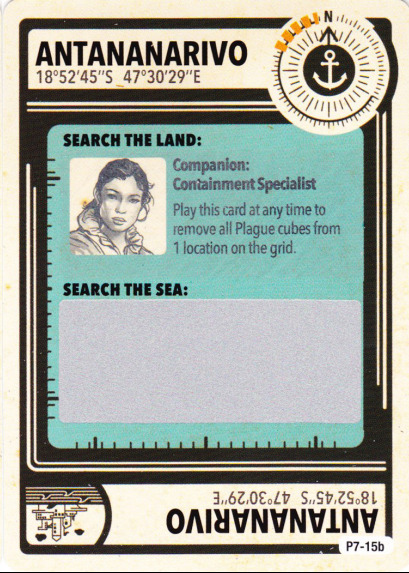 ANTANANARIVO
18°52'45"S 47°30'29"E
N
SEARCH THE LAND:
Companion:
Containment Specialist
Play this card at any time to
remove all Plague cubes from
1 location on the grid.
SEARCH THE SEA:
ANTANANARIVO
18°52'45"S 47°30'29"E
P7-15b